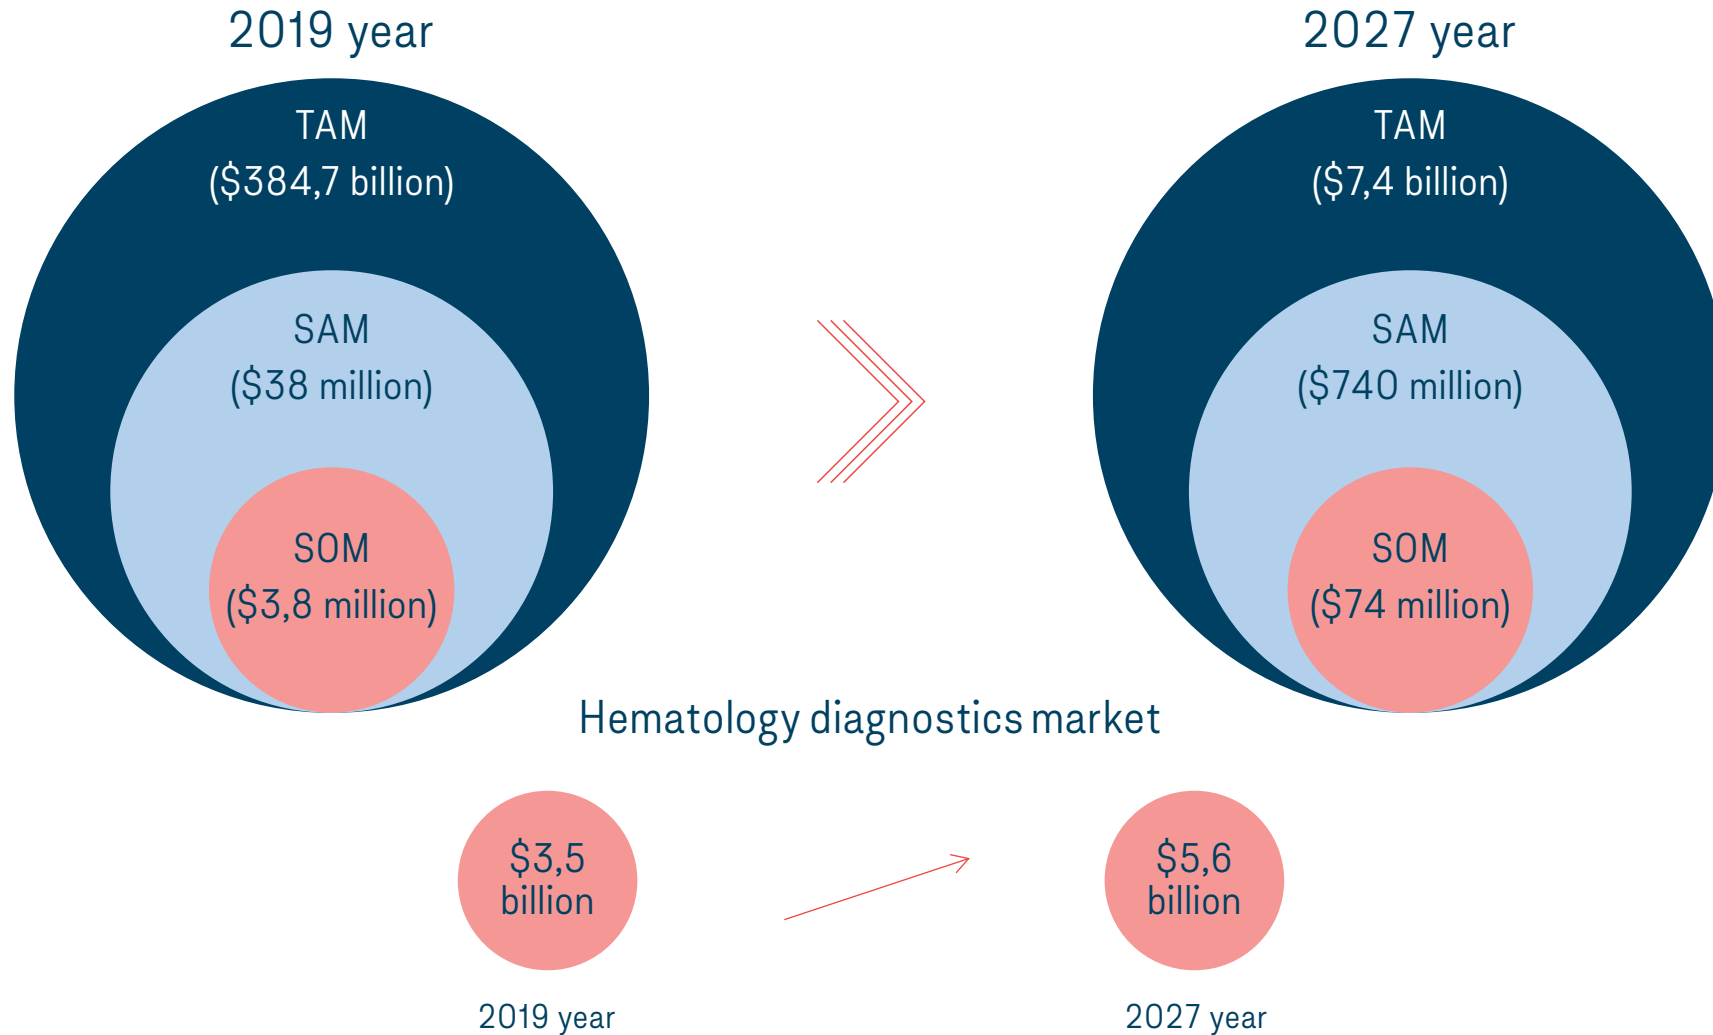 2019 year
TAM
($384,7 billion)
SAM
($38 million)
SOM
($3,8 million)
2027 year
TAM
($7,4 billion)
SAM
($740 million)
SOM
($74 million)
Hematology diagnostics market
$3,5
billion
2019 year
$5,6
billion
2027 year